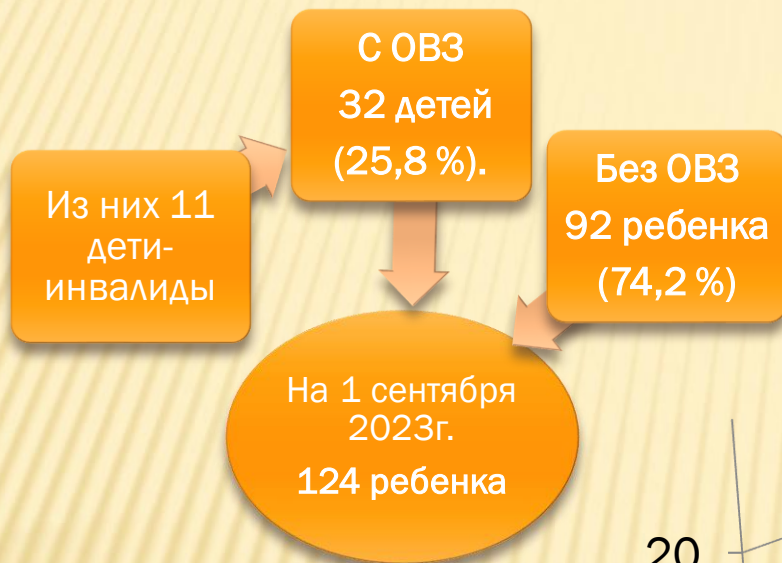 С ОВЗ
32 детей
(25,8 %).
Из них 11
дети-
инвалиды
Без ОВЗ
92 ребенка
(74,2 %)
На 1 сентября
2023г.
124 ребенка
20